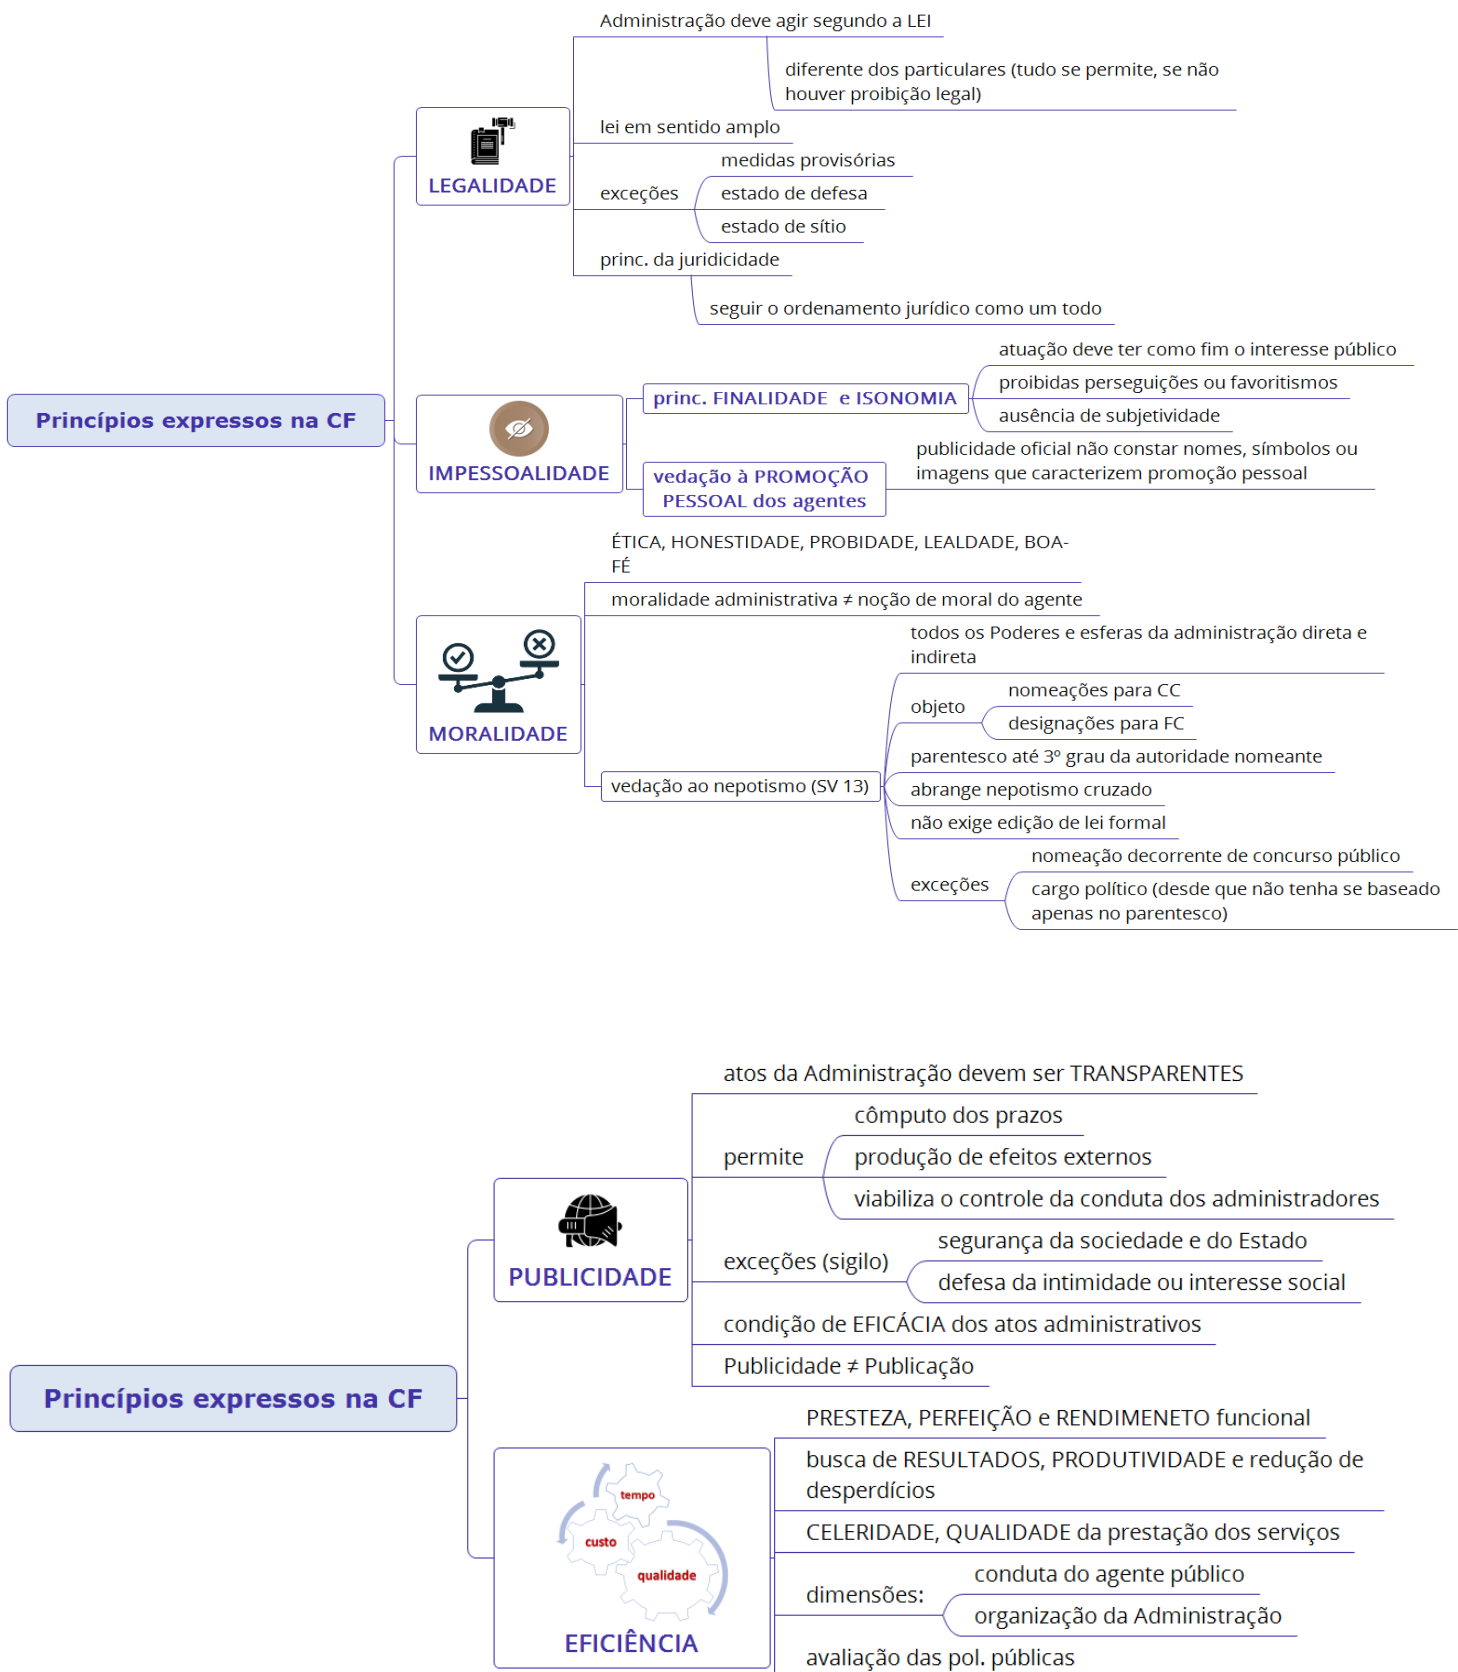 Princípios expressos na CF
LEGALIDADE
Administração deve agir segundo a LEI
diferente dos particulares (tudo se permite, se não
houver proibição legal)
lei em sentido amplo
exceções
medidas provisórias
estado de defesa
estado de sítio
princ. da juridicidade
seguir o ordenamento jurídico como um todo
IMPESSOALIDADE
princ. FINALIDADE e ISONOMIA
atuação deve ter como fim o interesse público
proibidas perseguições ou favoritismos
ausência de subjetividade
vedação à PROMOÇÃO
PESSOAL dos agentes
publicidade oficial não constar nomes, símbolos ou
imagens que caracterizem promoção pessoal
MORALIDADE
ÉTICA, HONESTIDADE, PROBIDADE, LEALDADE, BOA-
FÉ
moralidade administrativa ≠ noção de moral do agente
vedação ao nepotismo (SV 13)
todos os Poderes e esferas da administração direta e
indireta
objeto
nomeações para CC
designações para FC
parentesco até 3º grau da autoridade nomeante
abrange nepotismo cruzado
não exige edição de lei formal
exceções
nomeação decorrente de concurso público
cargo político (desde que não tenha se baseado
apenas no parentesco)
Princípios expressos na CF
PUBLICIDADE
atos da Administração devem ser TRANSPARENTES
permite
cômputo dos prazos
produção de efeitos externos
viabiliza o controle da conduta dos administradores
exceções (sigilo)
segurança da sociedade e do Estado
defesa da intimidade ou interesse social
condição de EFICÁCIA dos atos administrativos
Publicidade ≠ Publicação
tempo
custo
qualidade
EFICIÊNCIA
PRESTEZA, PERFEIÇÃO e RENDIMENETO funcional
busca de RESULTADOS, PRODUTIVIDADE e redução de
desperdícios
CELERIDADE, QUALIDADE da prestação dos serviços
dimensões:
conduta do agente público
organização da Administração
avaliação das pol. públicas